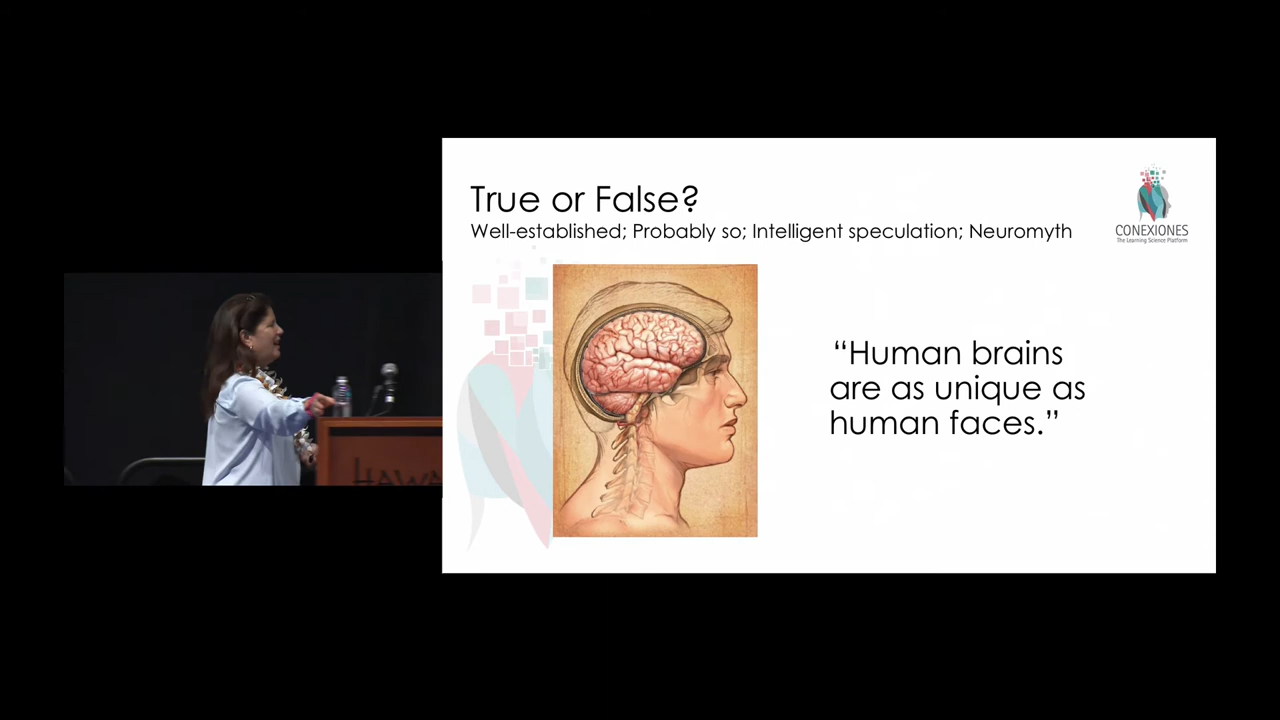 True or False?
Well-established; Probably so; Intelligent speculation; Neuromyth
CONEXIONES
The Learning Science Platform
“Human brains
are as unique as
human faces.”
HAWA